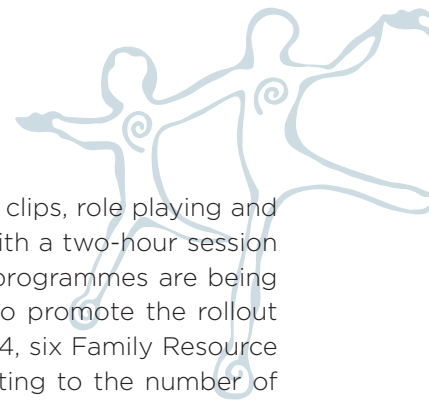 clips, role playing and
ith a two-hour session
programmes are being
o promote the rollout
4, six Family Resource
ting to the number of